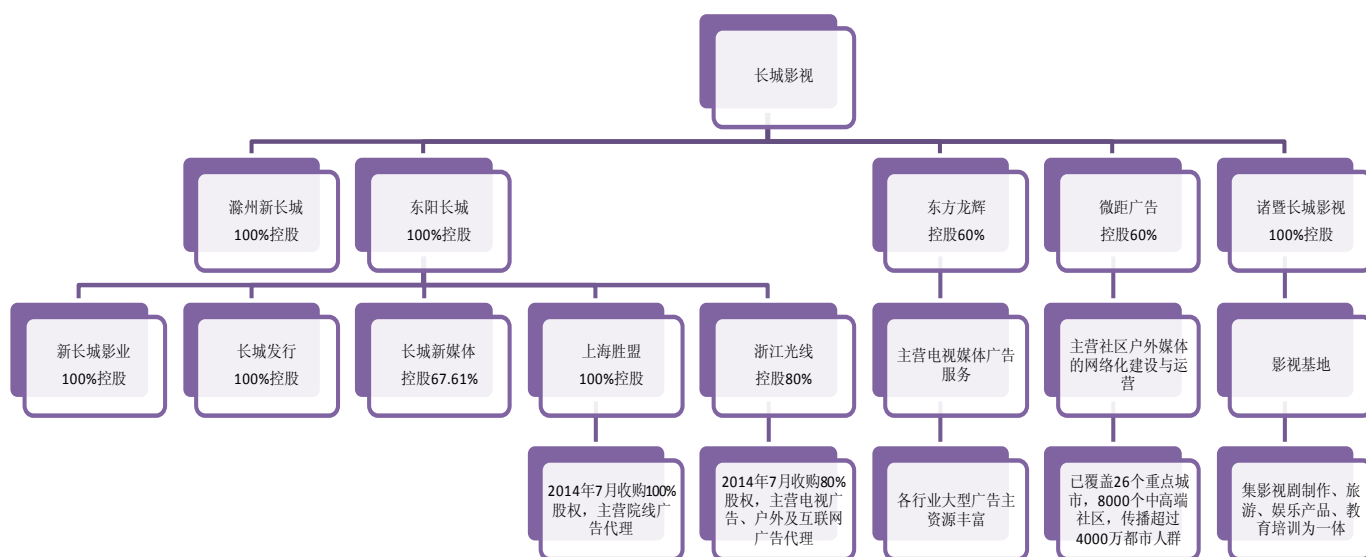 长城影视
滁州新长城
100%控股
东阳长城
100%控股
东方龙辉
控股60%
微距广告
控股60%
诸暨长城影视
100%控股
新长城影业
100%控股
长城发行
100%控股
长城新媒体
控股67.61%
上海胜盟
100%控股
浙江光线
控股80%
主营电视媒体广告
服务
主营社区户外媒体
的网络化建设与运
营
影视基地
2014年7月收购100%
股权，主营院线广
告代理
2014年7月收购80%
股权，主营电视广
告、户外及互联网
广告代理
各行业大型广告主
资源丰富
已覆盖26个重点城
市，8000个中高端
社区，传播超过
4000万都市人群
集影视剧制作、旅
游、娱乐产品、教
育培训为一体